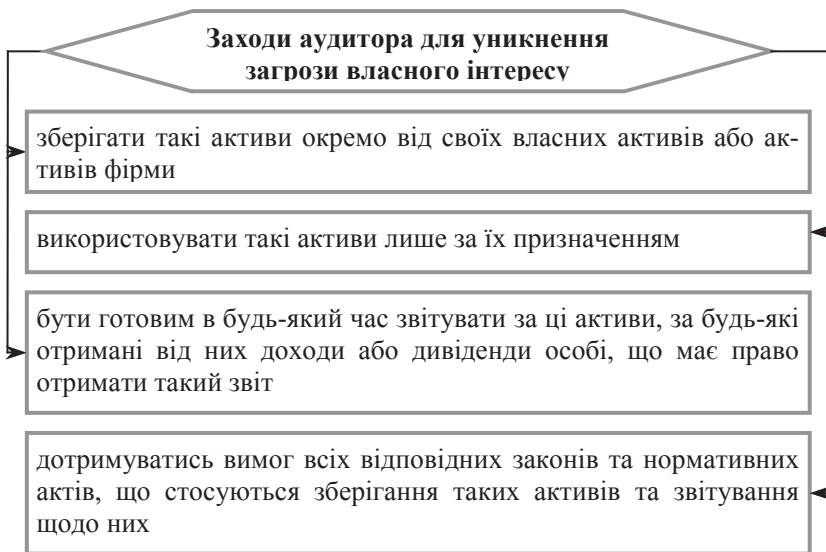 Заходи аудитора для уникнення
загрози власного інтересу
зберігати такі активи окремо від своїх власних активів або ак-
тивів фірми
використовувати такі активи лише за їх призначенням
бути готовим в будь-який час звітувати за ці активи, за будь-які
отримані від них доходи або дивіденди особі, що має право
отримати такий звіт
дотримуватись вимог всіх відповідних законів та нормативних
актів, що стосуються зберігання таких активів та звітування
щодо них